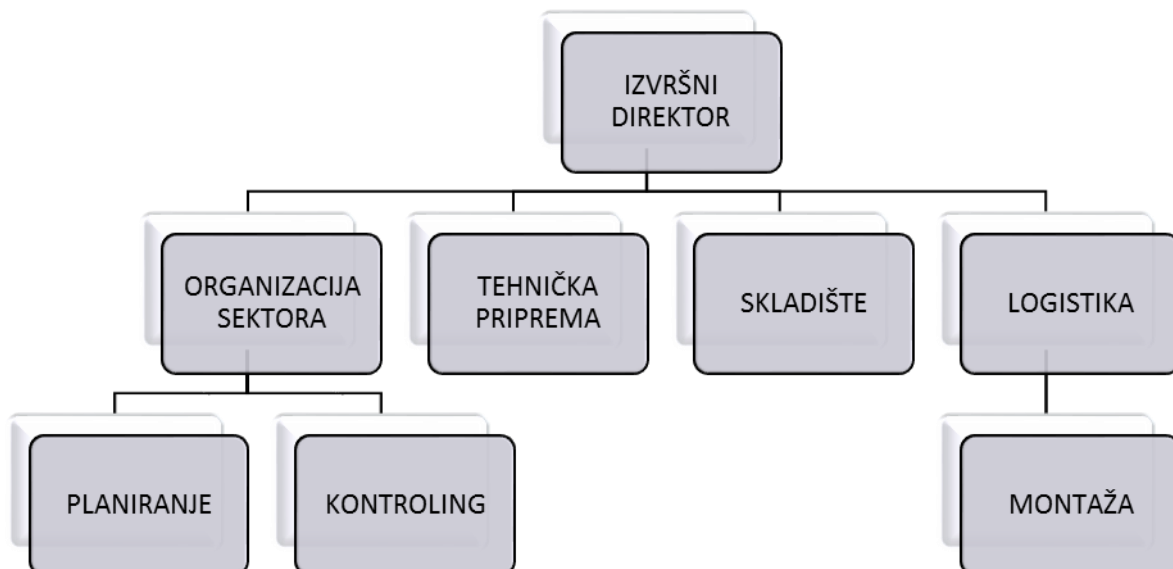 IZVRŠNI
DIREKTOR
ORGANIZACIJA
SEKTORA
TEHNIČKA
PRIPREMA
SKLADIŠTE
LOGISTIKA
PLANIRANJE
KONTROLING
MONTAŽA